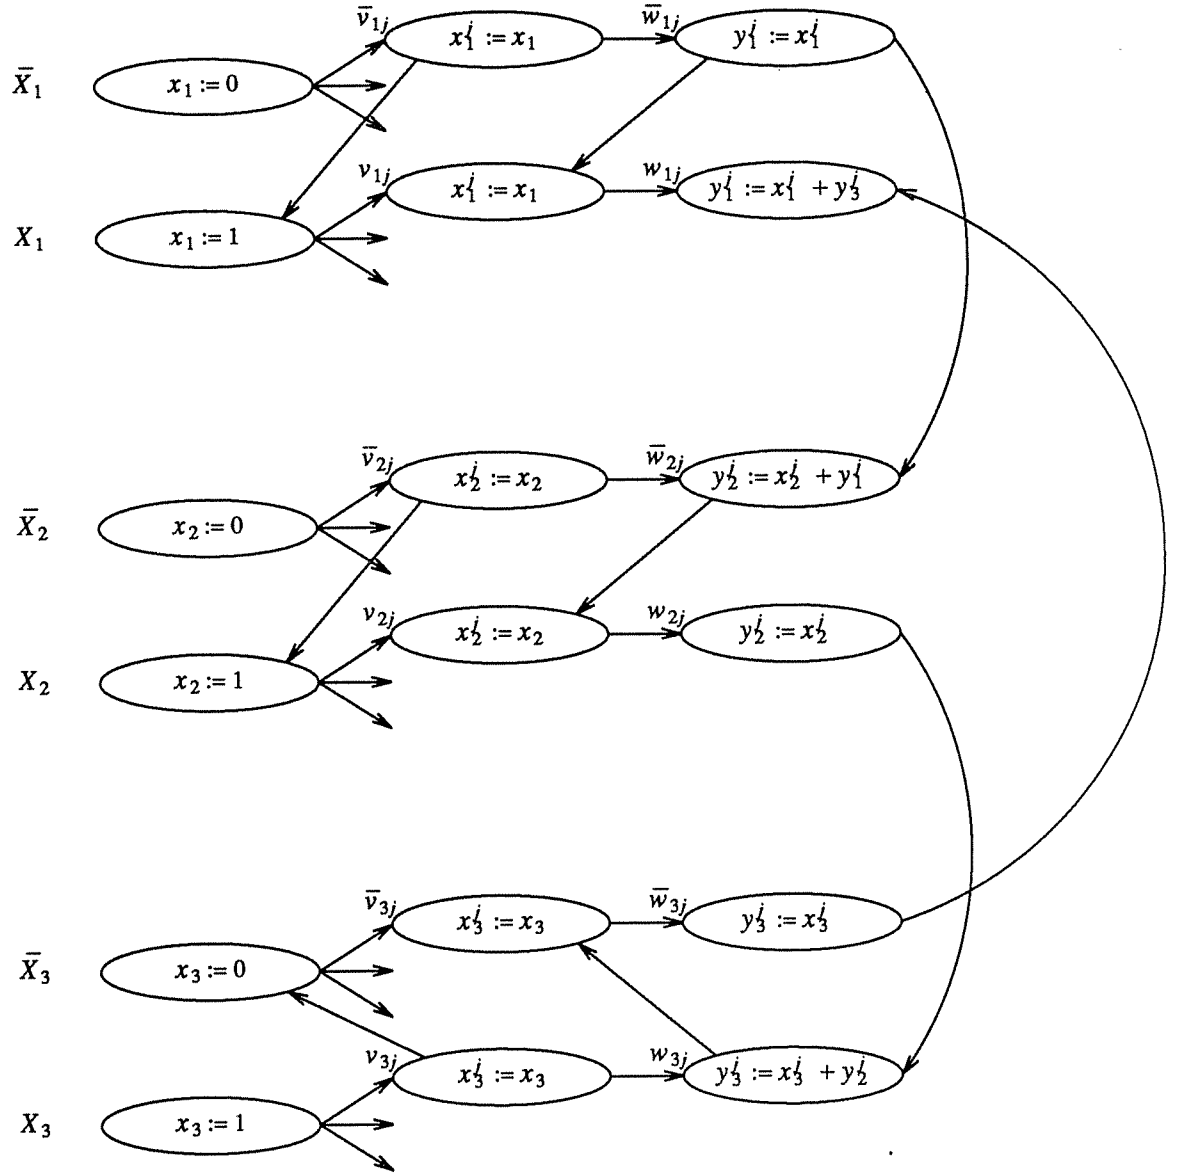 v̄₁ⱼ x₁ʲ := x₁ w̄₁ⱼ y₁ʲ := x₁ʲ
X̄₁ x₁ := 0
v₁ⱼ x₁ʲ := x₁ w₁ⱼ y₁ʲ := x₁ʲ + y₃ʲ
X₁ x₁ := 1
v̄₂ⱼ x₂ʲ := x₂ w̄₂ⱼ y₂ʲ := x₂ʲ + y₁ʲ
X̄₂ x₂ := 0
v₂ⱼ x₂ʲ := x₂ w₂ⱼ y₂ʲ := x₂ʲ
X₂ x₂ := 1
v̄₃ⱼ x₃ʲ := x₃ w̄₃ⱼ y₃ʲ := x₃ʲ
X̄₃ x₃ := 0
v₃ⱼ x₃ʲ := x₃ w₃ⱼ y₃ʲ := x₃ʲ + y₂ʲ
X₃ x₃ := 1